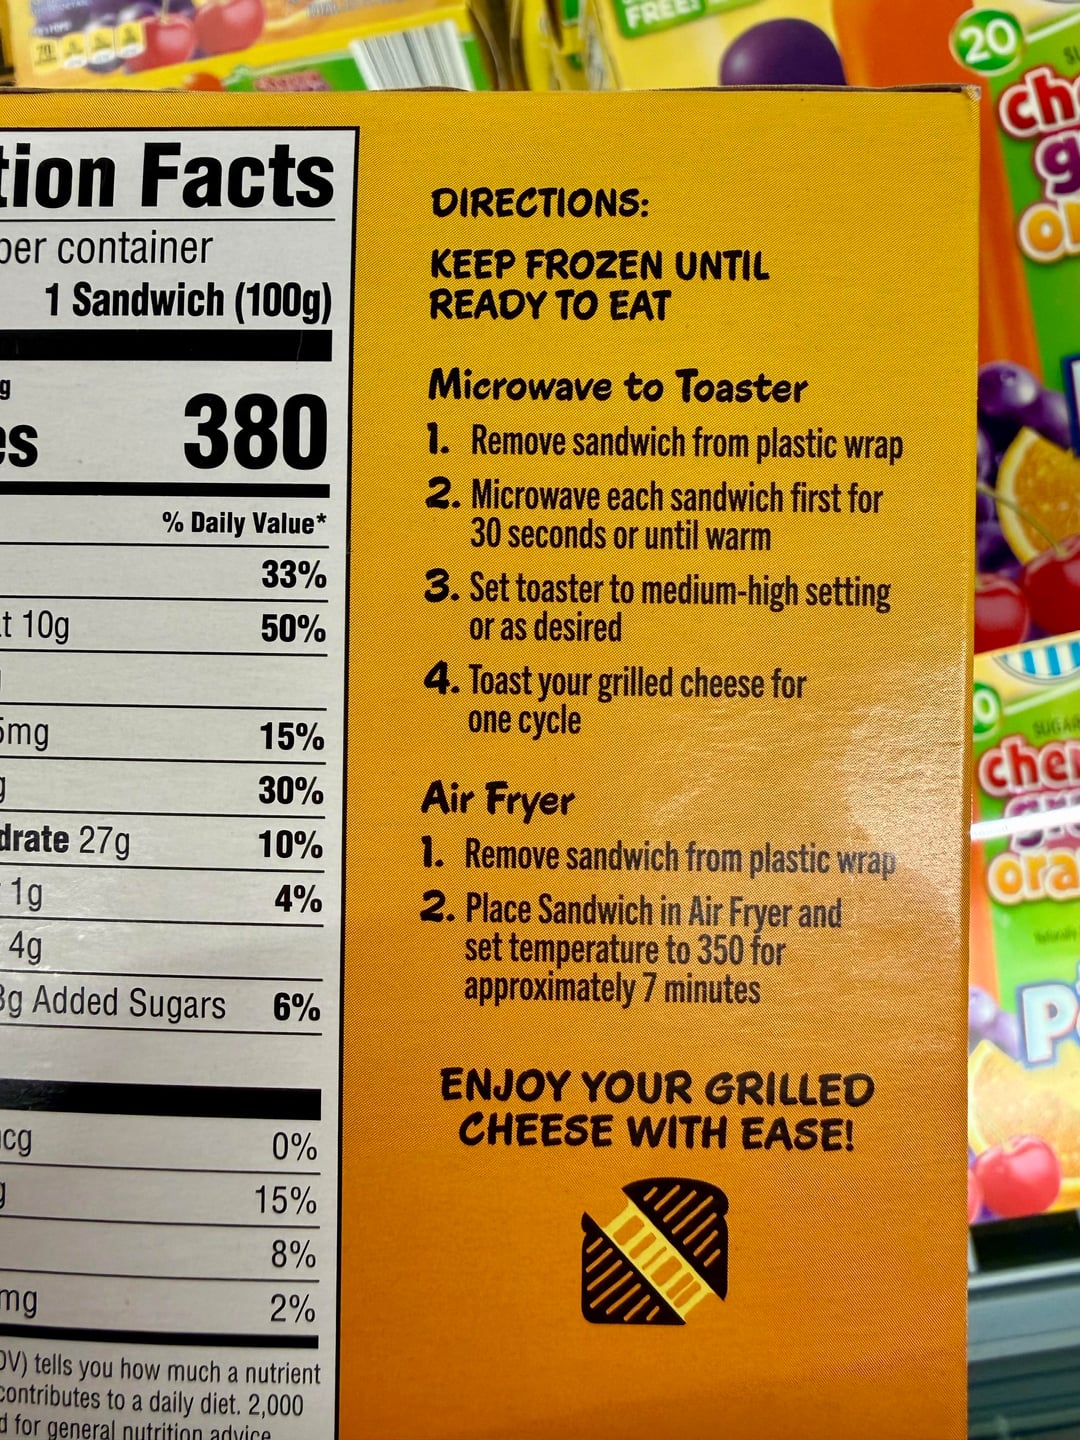 FREE!
20
tion Facts
per container
1 Sandwich (100g)
380
% Daily Value*
33%
10g 50%
15%
30%
27g 10%
1g 4%
4g
Added Sugars 6%
0%
15%
8%
2%
tells you how much a nutrient
contributes to a daily diet. 2,000
for general nutrition advice
DIRECTIONS:
KEEP FROZEN UNTIL
READY TO EAT
Microwave to Toaster
1. Remove sandwich from plastic wrap
2. Microwave each sandwich first for
30 seconds or until warm
3. Set toaster to medium-high setting
or as desired
4. Toast your grilled cheese for
one cycle
Air Fryer
1. Remove sandwich from plastic wrap
2. Place Sandwich in Air Fryer and
set temperature to 350 for
approximately 7 minutes
ENJOY YOUR GRILLED
CHEESE WITH EASE!